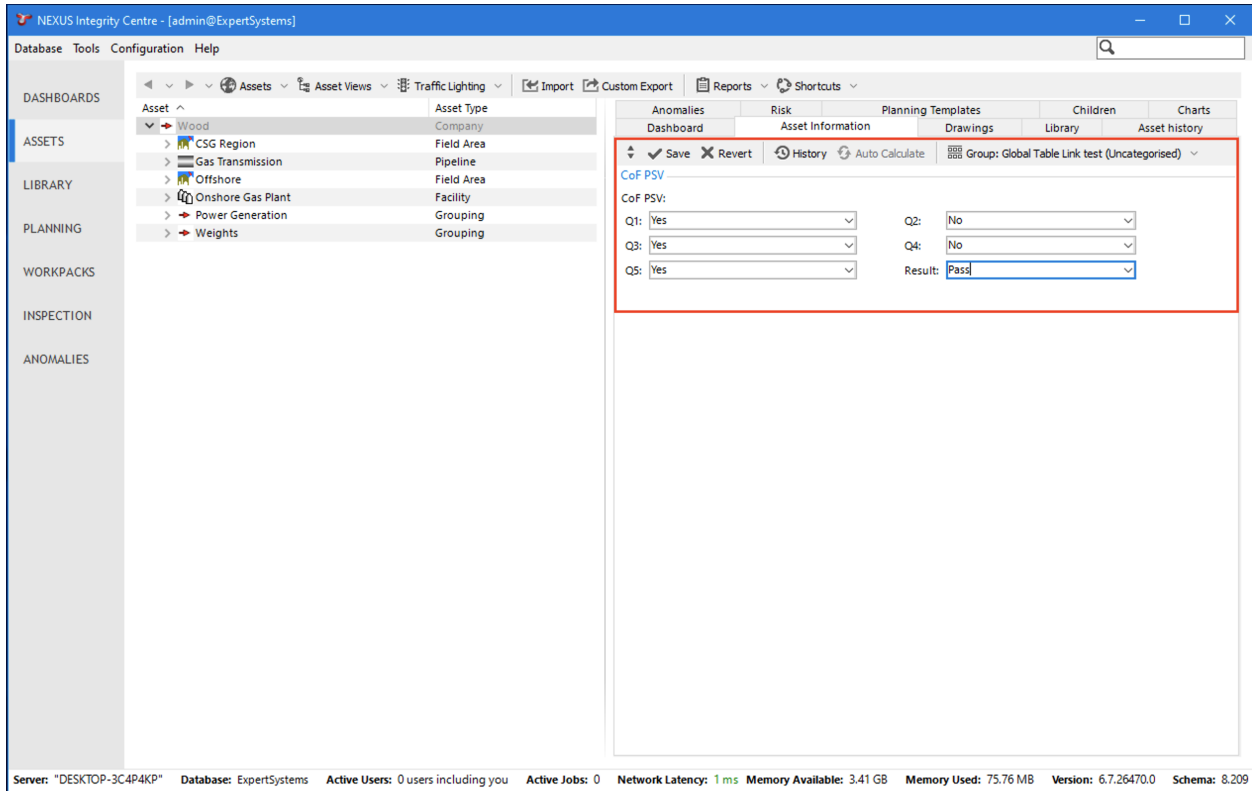 NEXUS Integrity Centre - [admin@ExpertSystems]
Database Tools Configuration Help
DASHBOARDS
ASSETS
LIBRARY
PLANNING
WORKPACKS
INSPECTION
ANOMALIES
Assets Asset Views Traffic Lighting Import Custom Export Reports Shortcuts
Asset Asset Type
Wood Company
CSG Region Field Area
Gas Transmission Pipeline
Offshore Field Area
Onshore Gas Plant Facility
Power Generation Grouping
Weights Grouping
Anomalies Risk Planning Templates Children Charts
Dashboard Asset Information Drawings Library Asset history
Save Revert History Auto Calculate Group: Global Table Link test (Uncategorised)
CoF PSV
CoF PSV:
Q1: Yes Q2: No
Q3: Yes Q4: No
Q5: Yes Result: Pass
Server: "DESKTOP-3C4P4KP" Database: ExpertSystems Active Users: 0 users including you Active Jobs: 0 Network Latency: 1 ms Memory Available: 3.41 GB Memory Used: 75.76 MB Version: 6.7.26470.0 Schema: 8.209